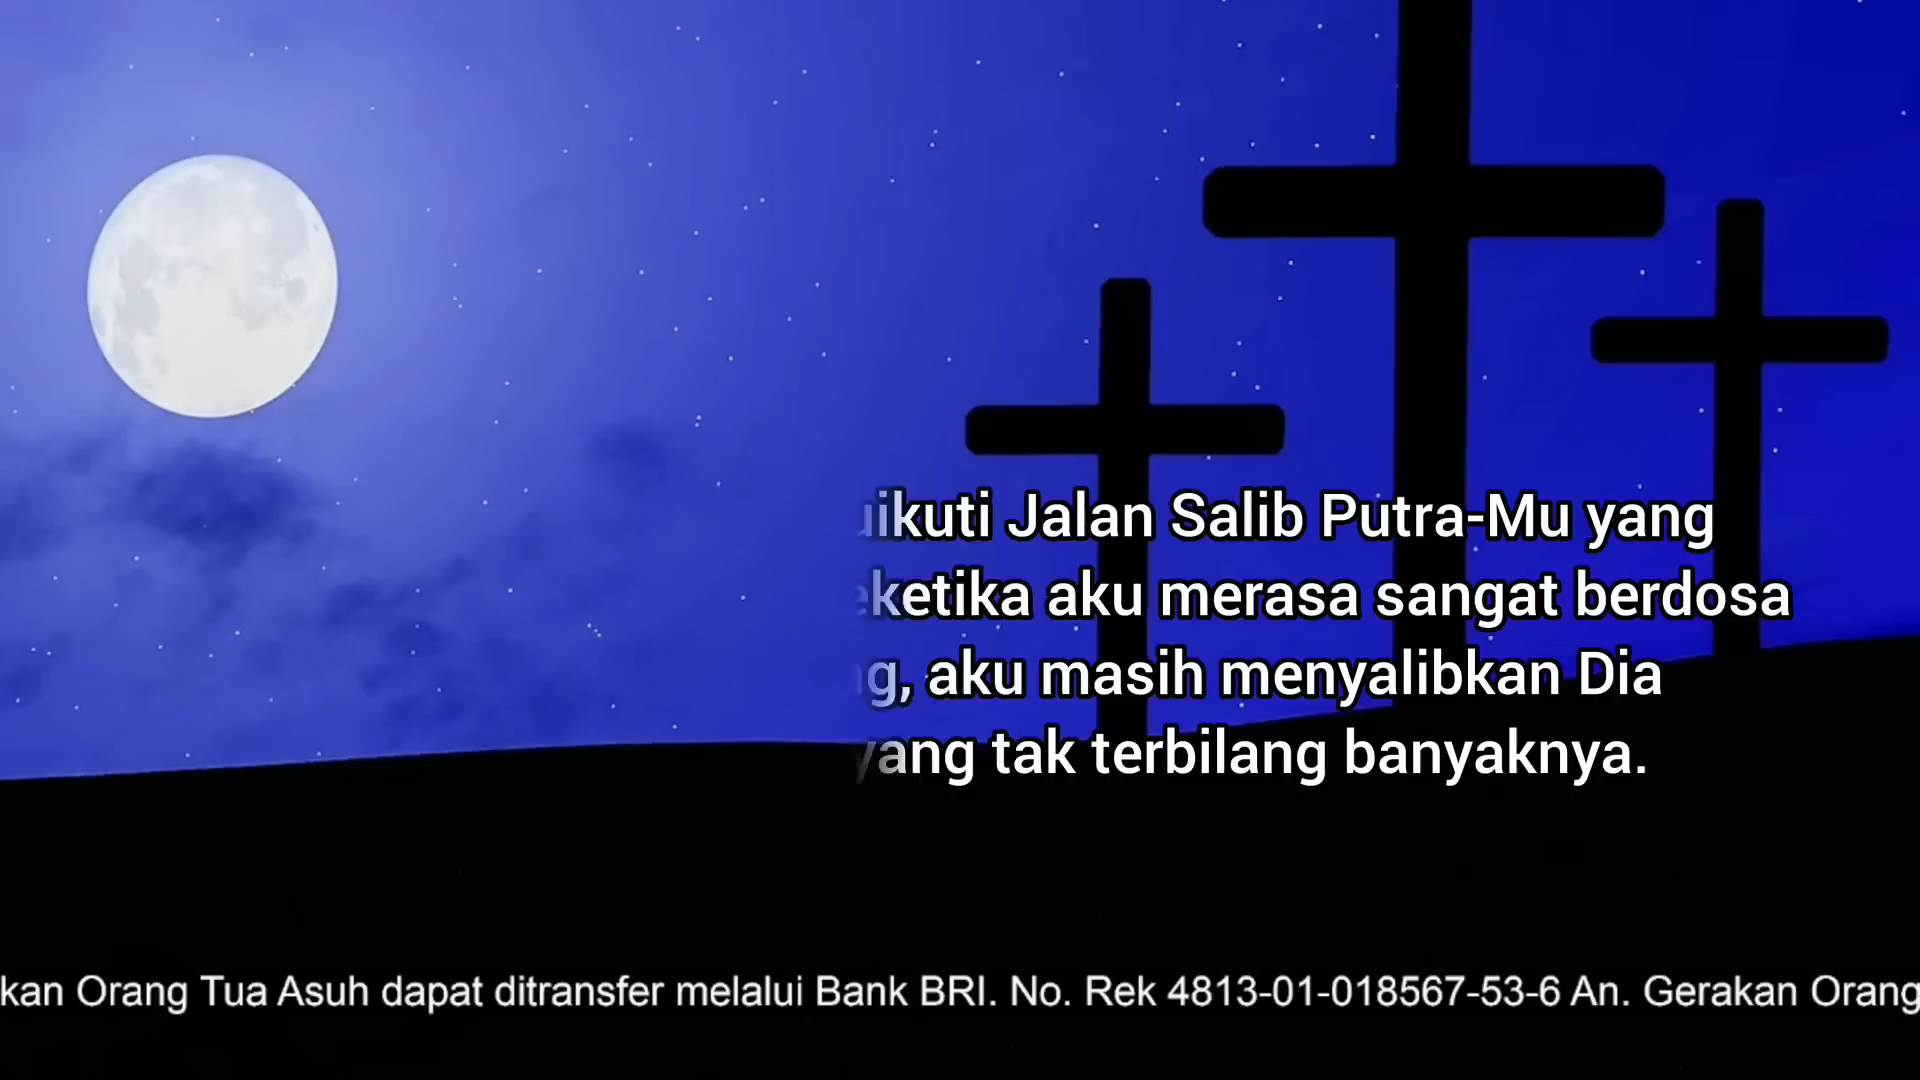 ikuti Jalan Salib Putra-Mu yang
ketika aku merasa sangat berdosa
g, aku masih menyalibkan Dia
yang tak terbilang banyaknya.
kan Orang Tua Asuh dapat ditransfer melalui Bank BRI. No. Rek 4813-01-018567-53-6 An. Gerakan Orang